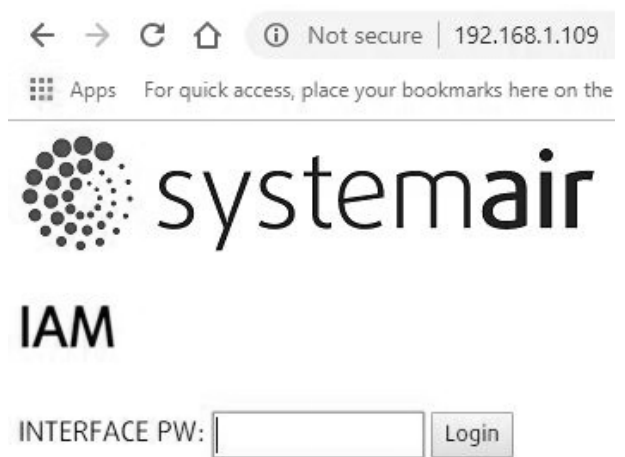 Not secure | 192.168.1.109
Apps For quick access, place your bookmarks here on the
systemair
IAM
INTERFACE PW: Login